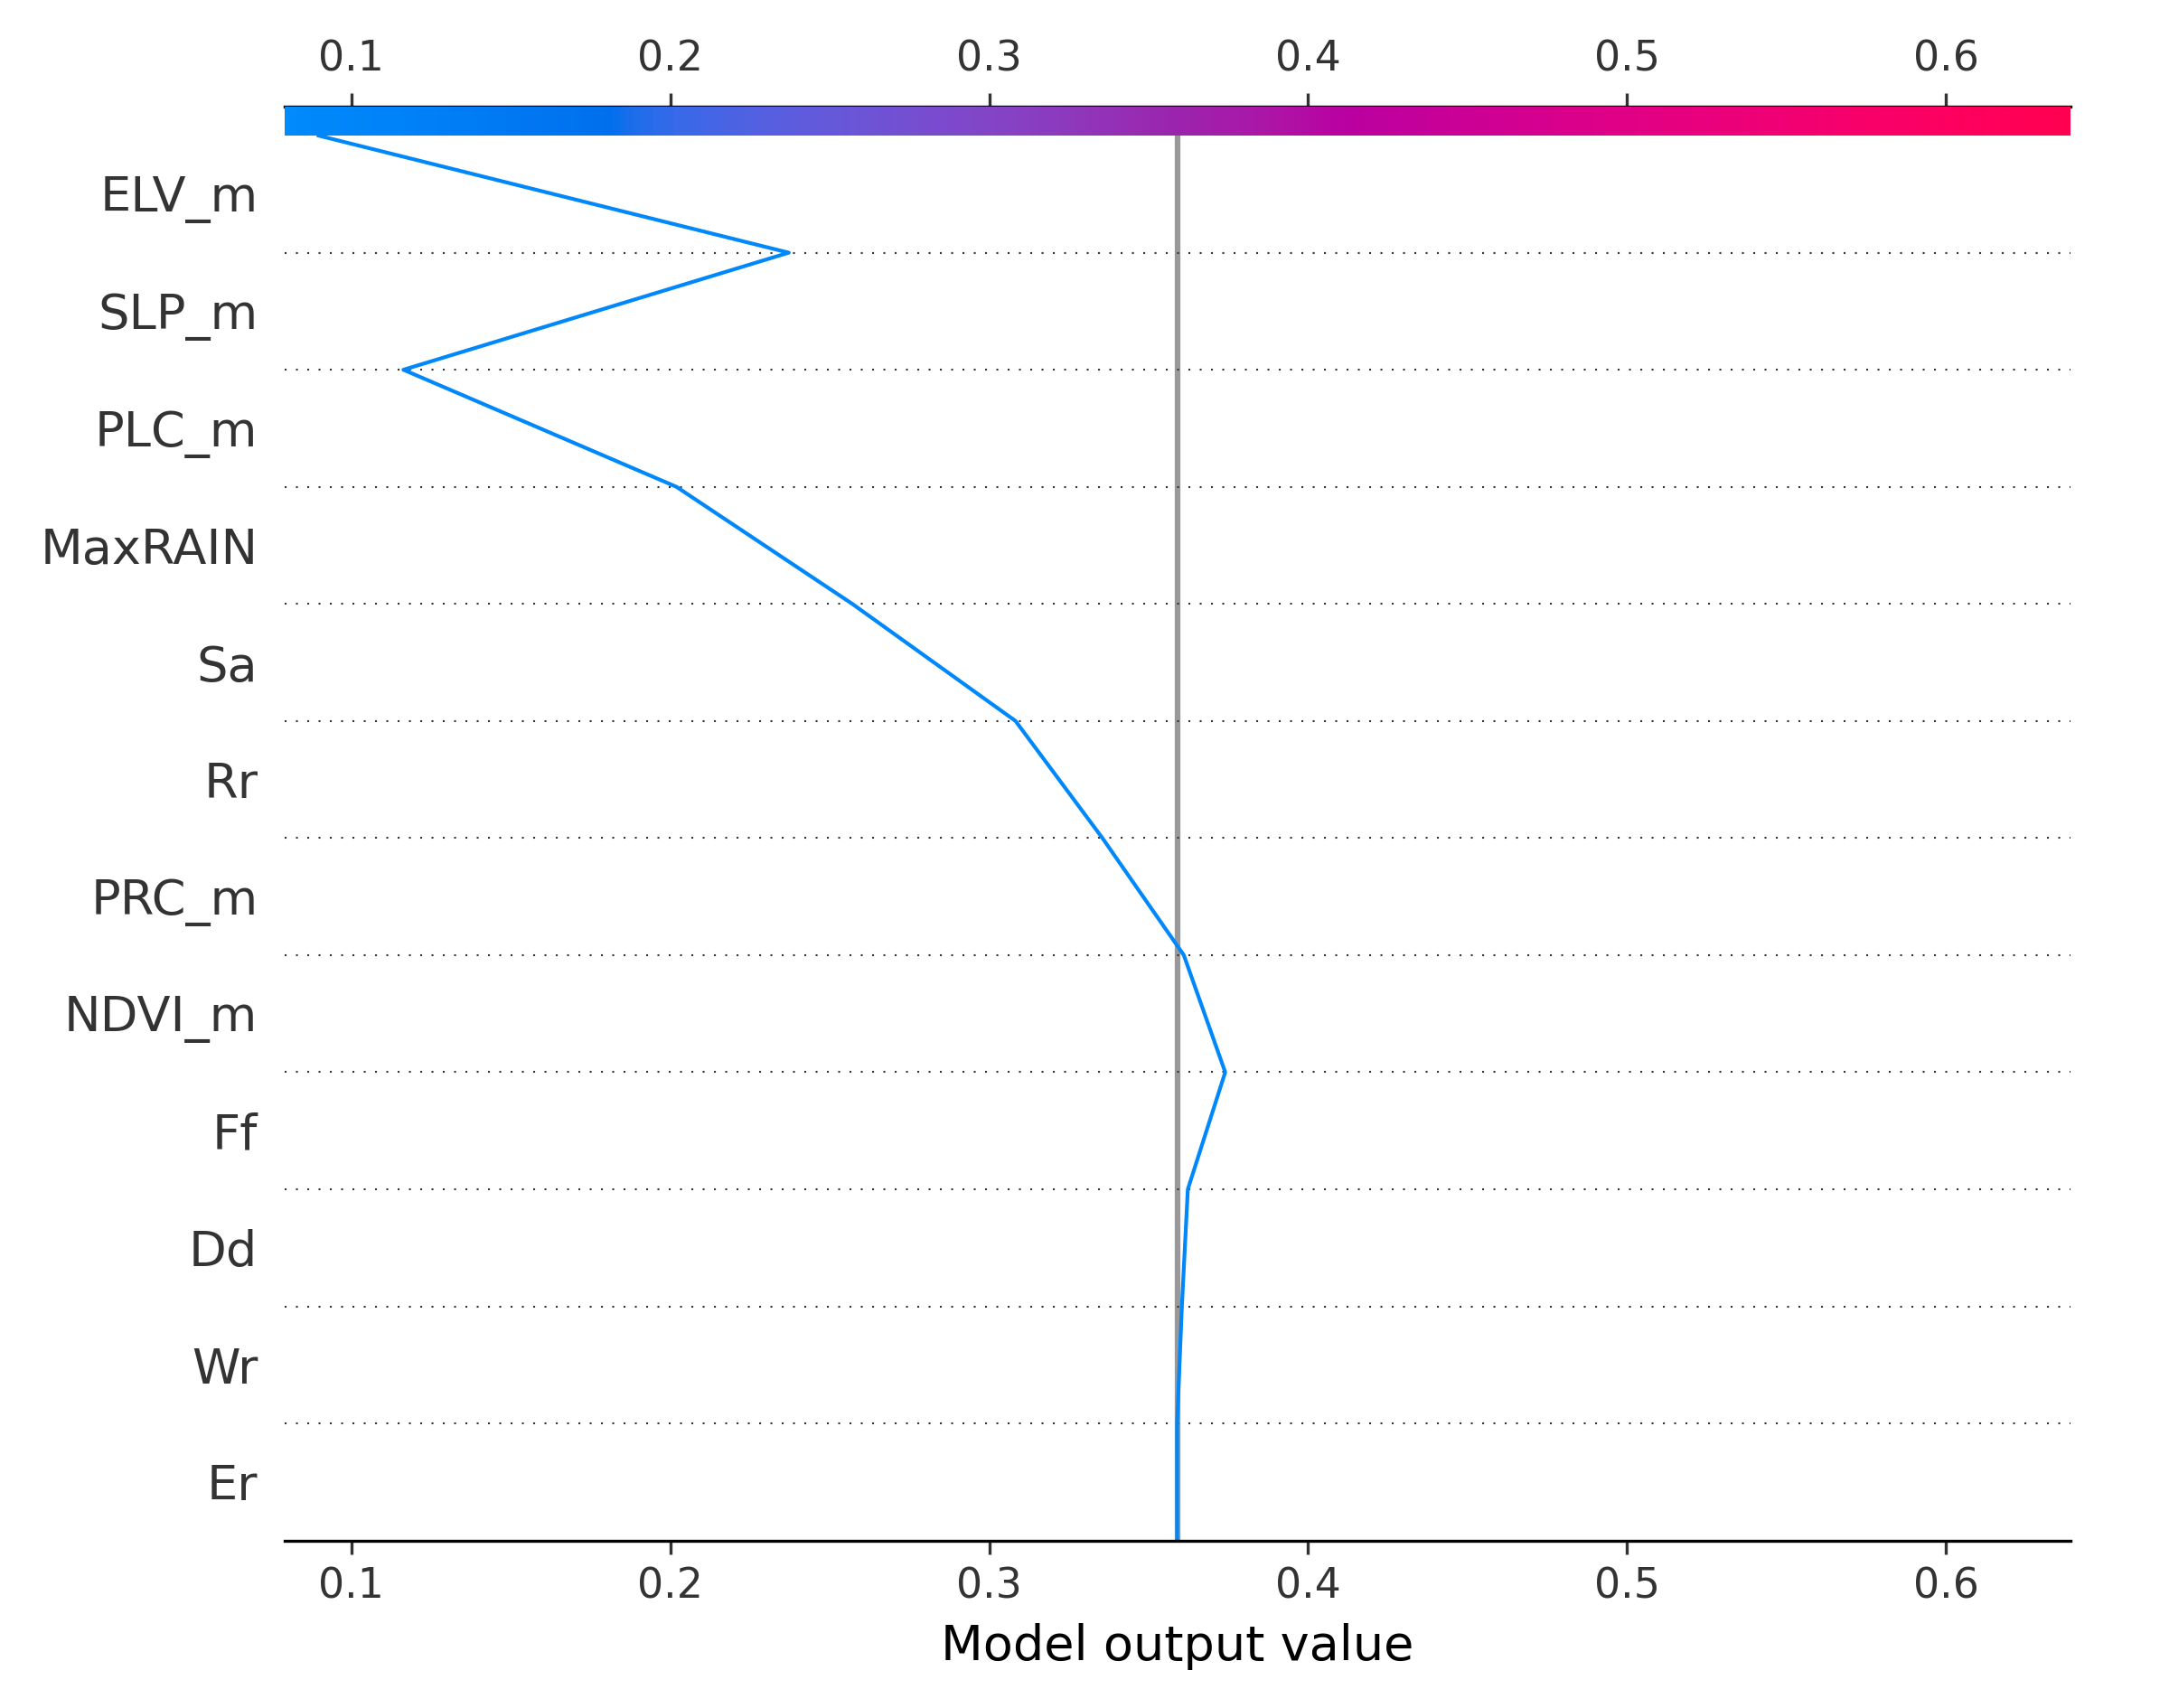 0.1 0.2 0.3 0.4 0.5 0.6
ELV_m
SLP_m
PLC_m
MaxRAIN
Sa
Rr
PRC_m
NDVI_m
Ff
Dd
Wr
Er
0.1 0.2 0.3 0.4 0.5 0.6
Model output value